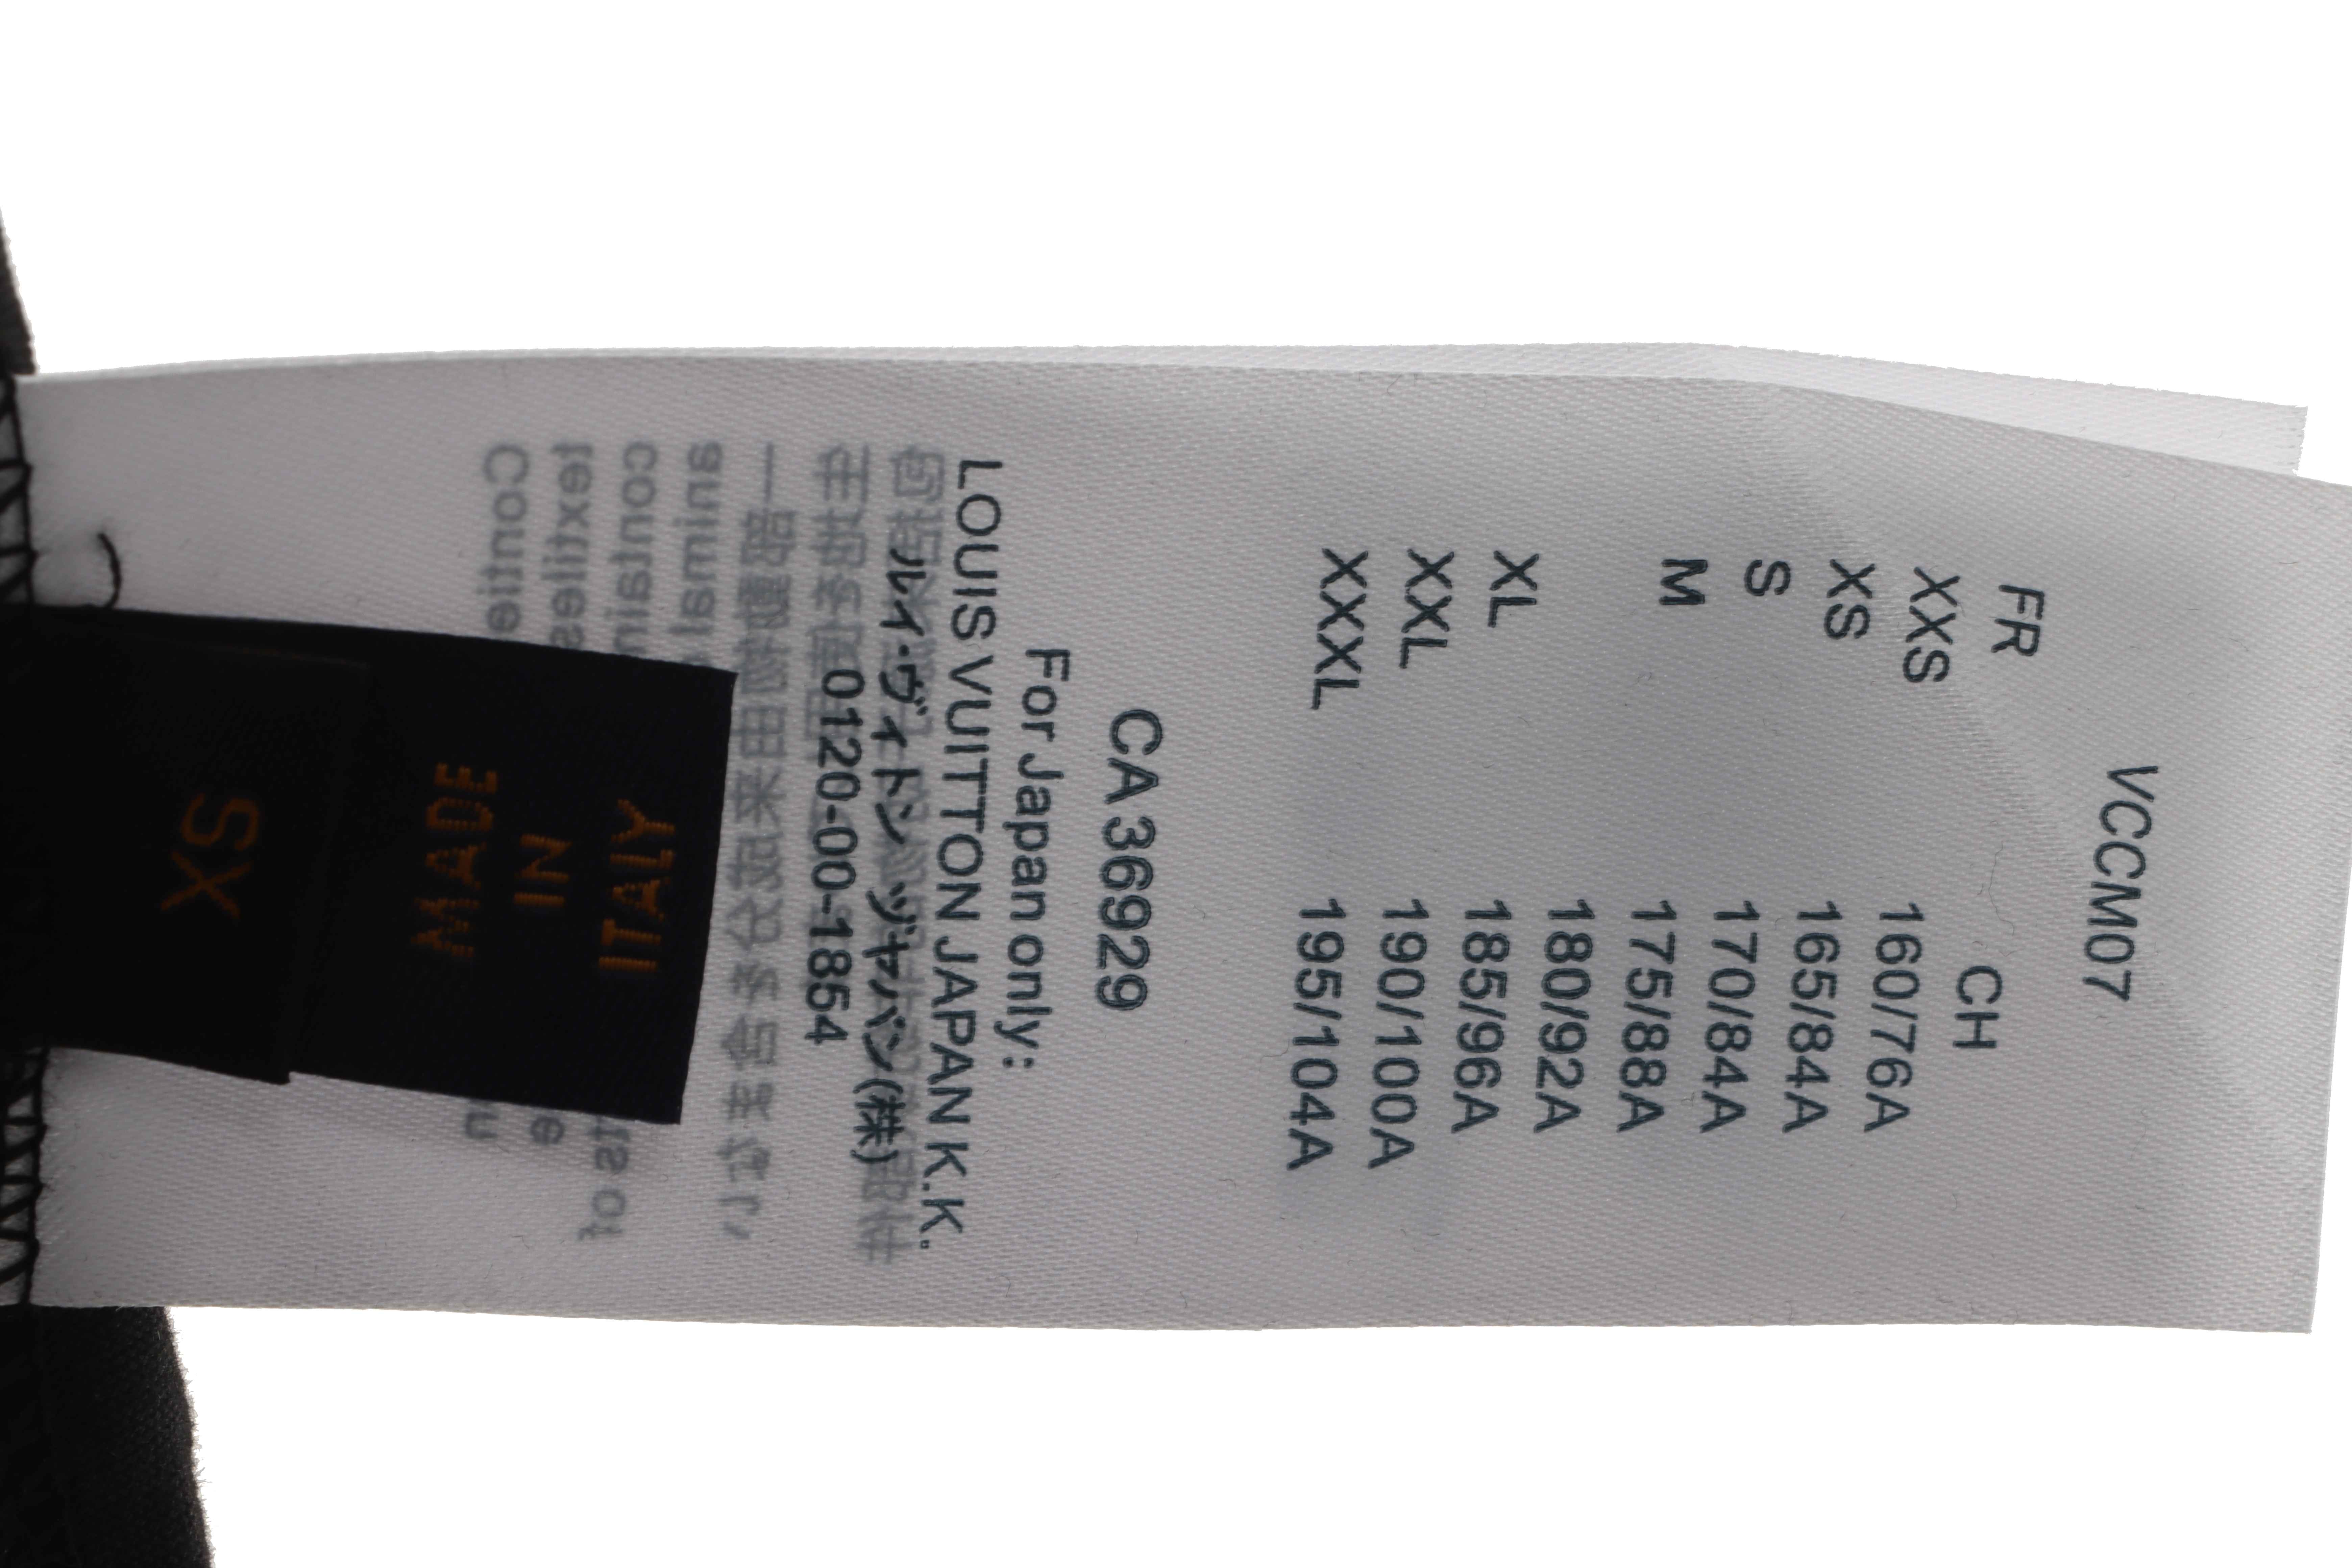 VCCM07
FR CH
XXS 160/76A
XS 165/84A
S 170/84A
M 175/88A
180/92A
XL 185/96A
XXL 190/100A
XXXL 195/104A
CA 36929
For Japan only:
LOUIS VUITTON JAPAN K.K.
ルイ·ヴィトン ジャパン(株)
0120-00-1854
ITALY
IN
MADE
XS